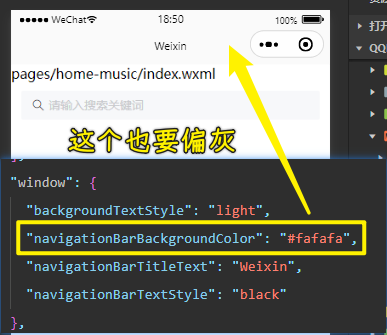 WeChat
18:50
100%
Weixin
pages/home-music/index.wxml
请输入搜索关键词
这个也要偏灰
"window": {
"backgroundTextStyle": "light",
"navigationBarBackgroundColor": "#fafafa",
"navigationBarTitleText": "Weixin",
"navigationBarTextStyle": "black"
},
打开
QQ